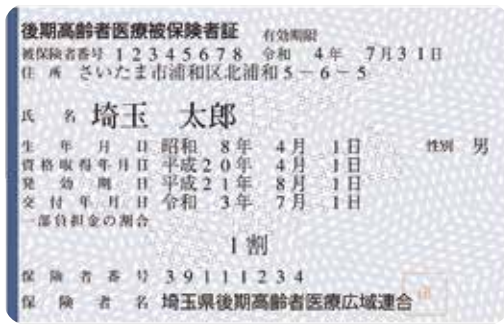 後期高齢者医療被保険者証 有効期限
被保険者番号 12345678 令和 4年 7月31日
住所 さいたま市浦和区北浦和5-6-5
氏名 埼玉 太郎
生年月日 昭和 8年 4月 1日 性別 男
資格取得年月日 平成20年 4月 1日
発効期日 平成21年 8月 1日
交付年月日 令和 3年 7月 1日
一部負担金の割合
1割
保険者番号 39111234
保険者名 埼玉県後期高齢者医療広域連合